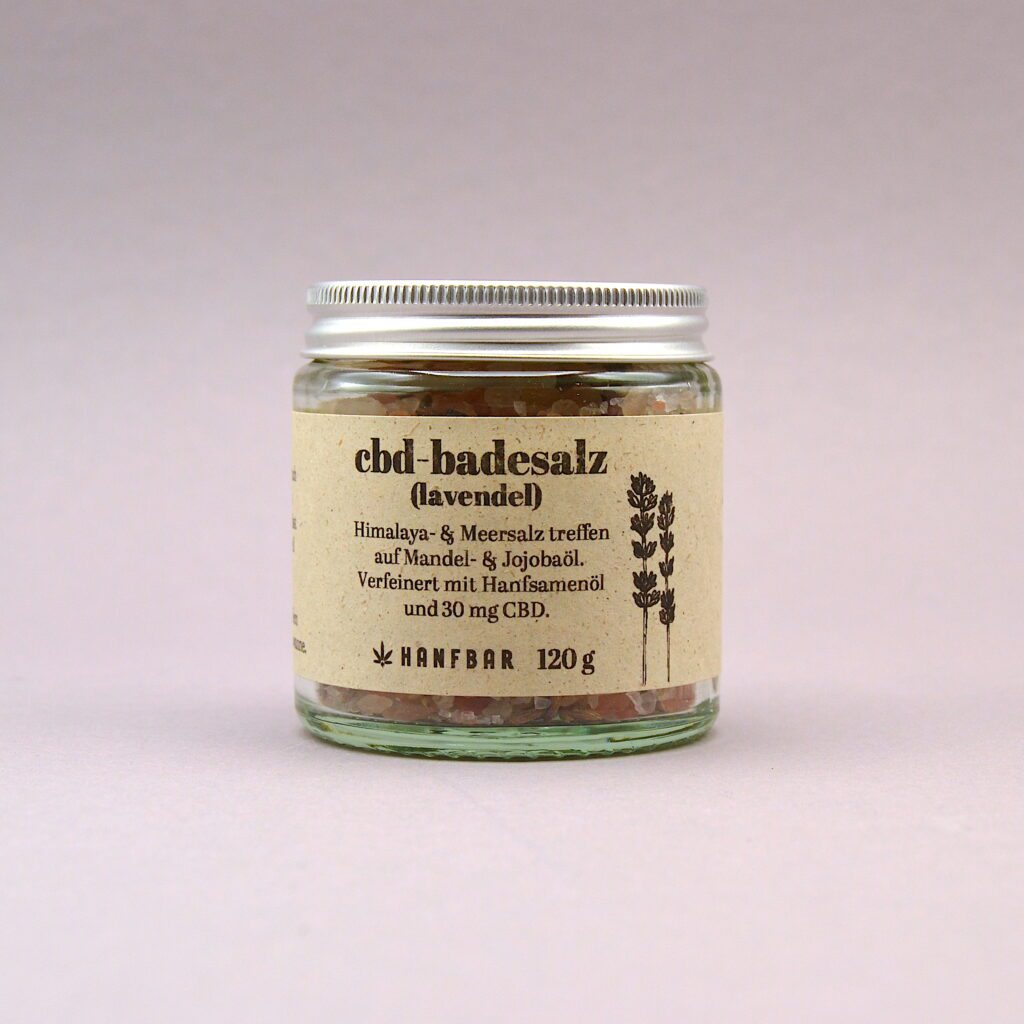 cbd-badesalz
(lavendel)
Himalaya- & Meersalz treffen
auf Mandel- & Jojobaöl.
Verfeinert mit Hanfsamenöl
und 30 mg CBD.
HANFBAR 120 g